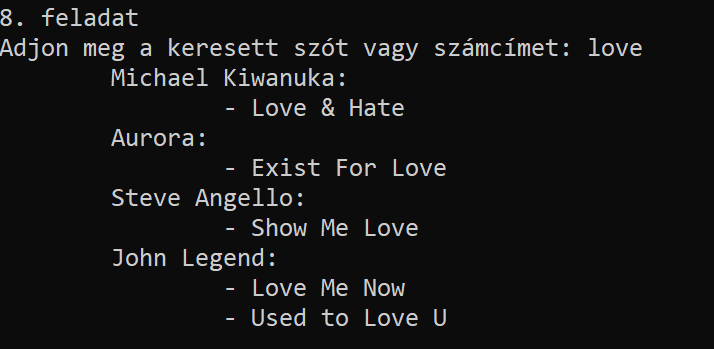 8. feladat
Adjon meg a keresett szót vagy számcímet: love
Michael Kiwanuka:
- Love & Hate
Aurora:
- Exist For Love
Steve Angello:
- Show Me Love
John Legend:
- Love Me Now
- Used to Love U